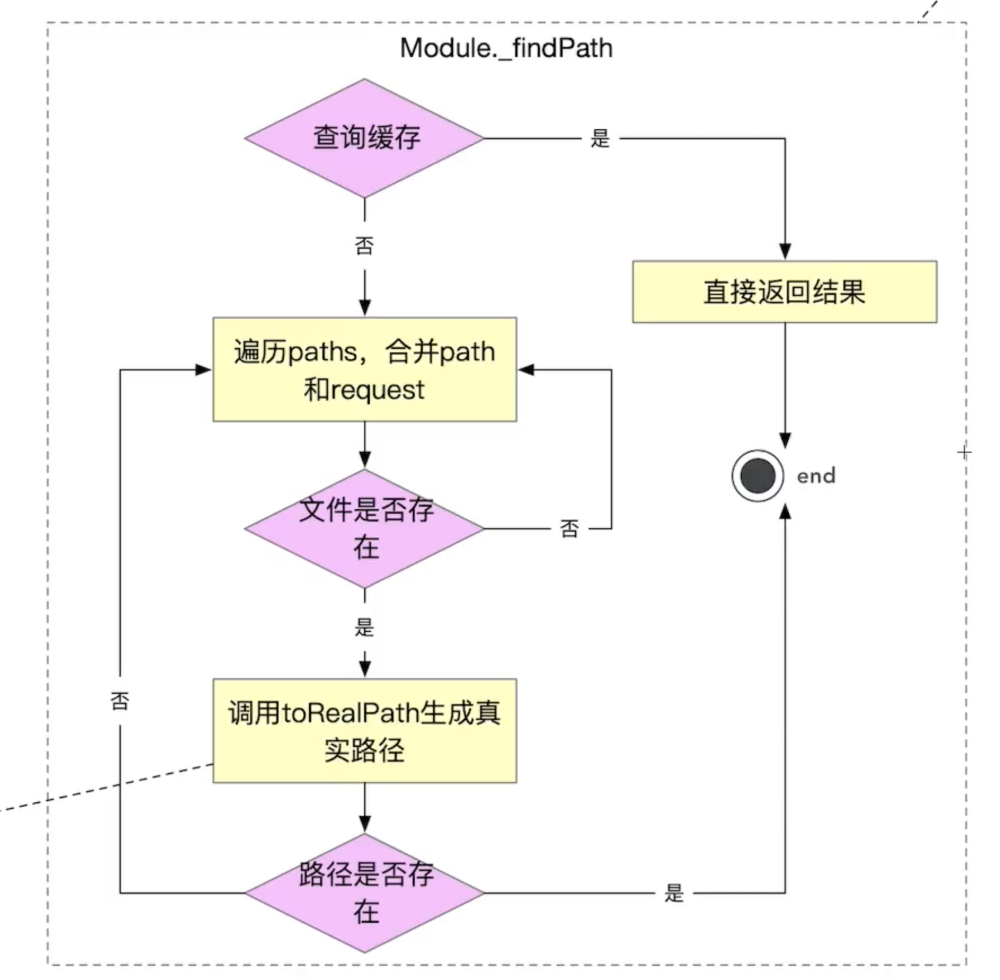 Module._findPath
查询缓存
是
否
直接返回结果
遍历paths，合并path
和request
end
文件是否存
在
否
是
否
调用toRealPath生成真
实路径
路径是否存
在
是